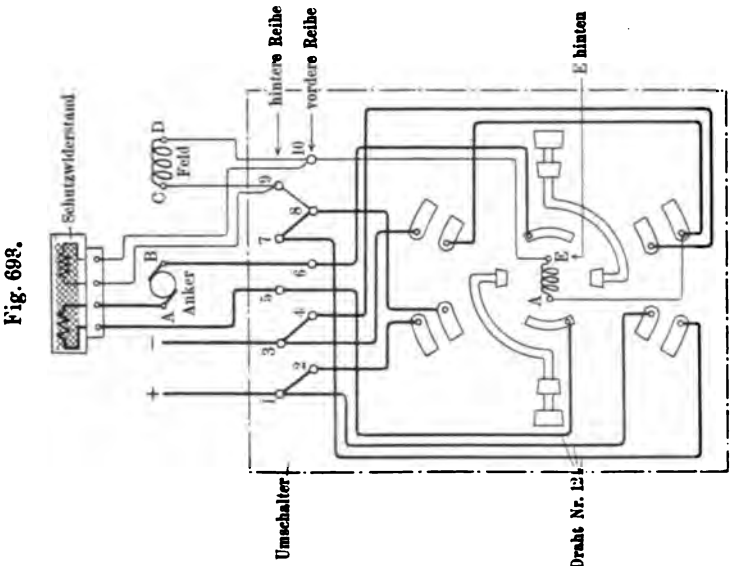 Fig. 693.
Schutzwiderstand
C
D
Feld
A
B
Anker
+
−
hintere Reihe
vordere Reihe
1
2
3
4
5
6
7
8
9
10
Umschalter
A
E
E hinten
Draht Nr. 12